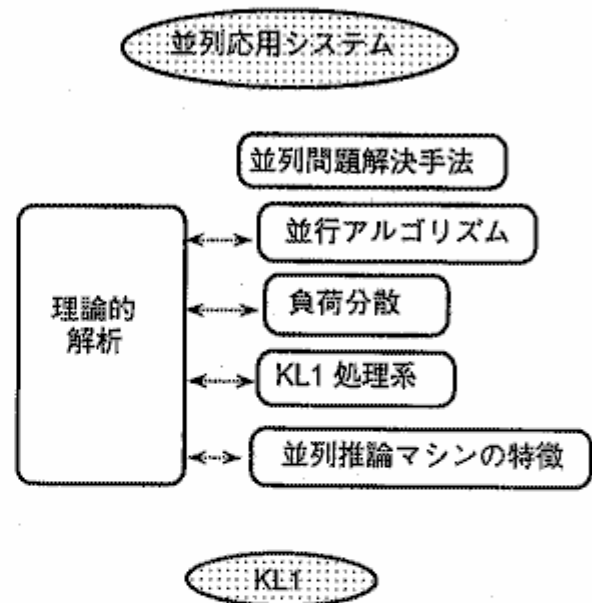 並列応用システム
並列問題解決手法
並行アルゴリズム
負荷分散
理論的
解析
KL1 処理系
並列推論マシンの特徴
KL1